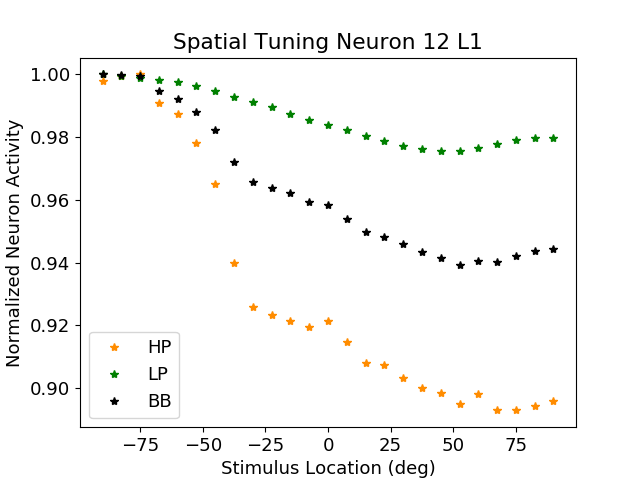 Spatial Tuning Neuron 12 L1
Normalized Neuron Activity
1.00
0.98
0.96
0.94
0.92
0.90
HP
LP
BB
−75
−50
−25
0
25
50
75
Stimulus Location (deg)